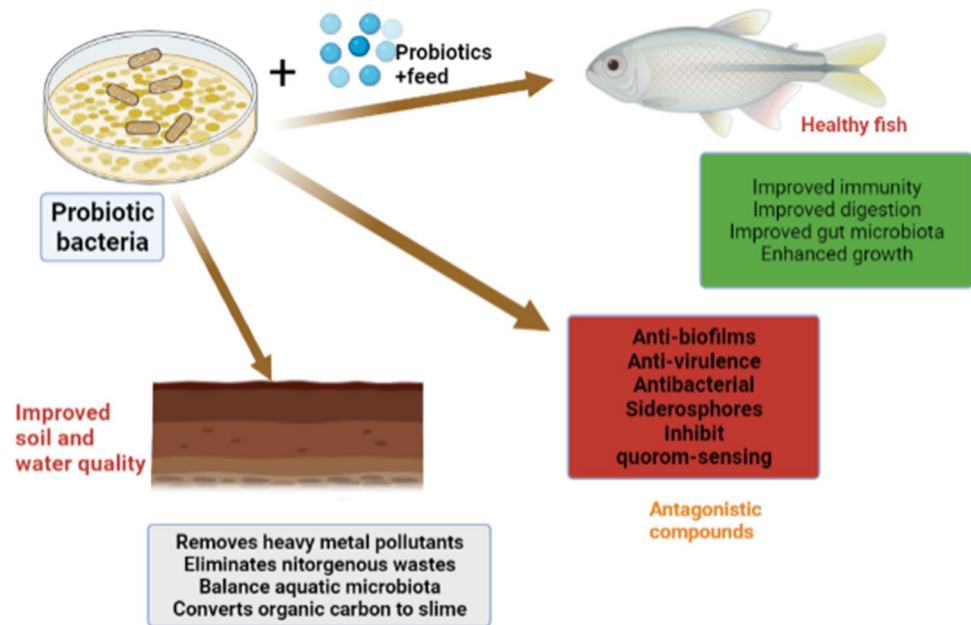 +
Probiotics
+feed
Healthy fish
Improved immunity
Improved digestion
Improved gut microbiota
Enhanced growth
Probiotic
bacteria
Anti-biofilms
Anti-virulence
Antibacterial
Siderosphores
Inhibit
quorom-sensing
Antagonistic
compounds
Improved
soil and
water quality
Removes heavy metal pollutants
Eliminates nitorgenous wastes
Balance aquatic microbiota
Converts organic carbon to slime